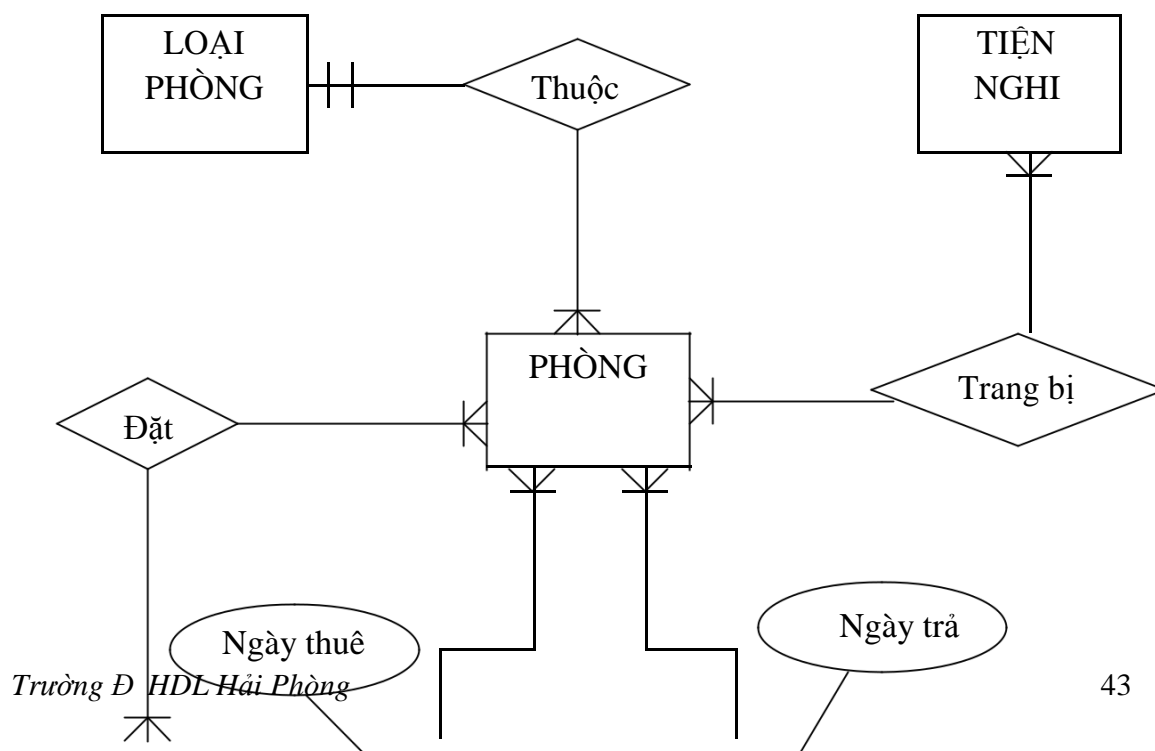 LOẠI
PHÒNG
Thuộc
TIỆN
NGHI
PHÒNG
Trang bị
Đặt
Ngày thuê
Ngày trả
Trường Đ HDL Hải Phòng
43